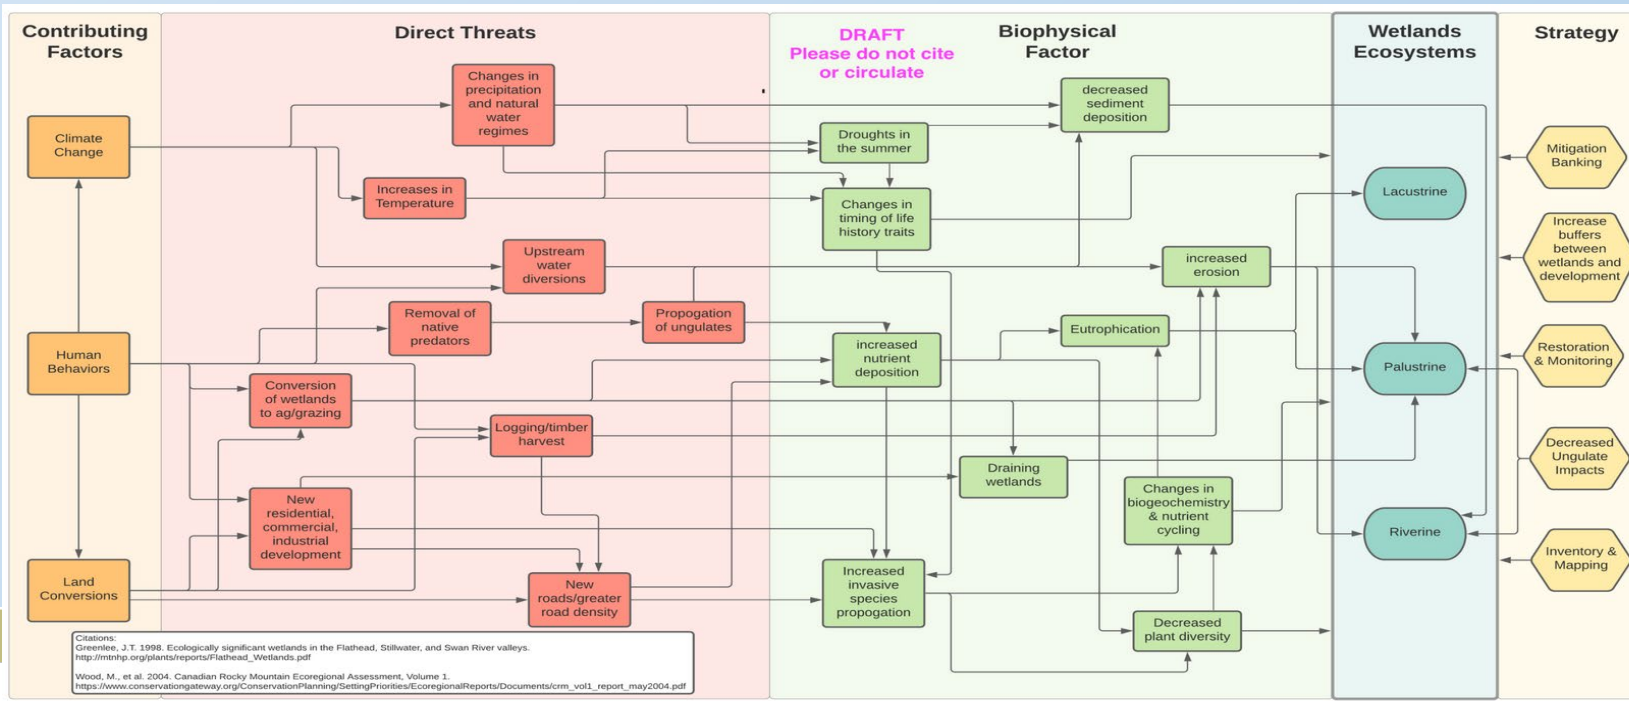 Contributing
Factors
Direct Threats
DRAFT
Please do not cite
or circulate
Biophysical
Factor
Wetlands
Ecosystems
Strategy
Climate
Change
Human
Behaviors
Land
Conversions
Changes in
precipitation
and natural
water
regimes
Increases in
Temperature
Upstream
water
diversions
Removal of
native
predators
Propogation
of ungulates
Conversion
of wetlands
to ag/grazing
Logging/timber
harvest
New
residential,
commercial,
industrial
development
New
roads/greater
road density
decreased
sediment
deposition
Droughts in
the summer
Changes in
timing of life
history traits
increased
erosion
Eutrophication
increased
nutrient
deposition
Draining
wetlands
Changes in
biogeochemistry
& nutrient
cycling
Increased
invasive
species
propogation
Decreased
plant diversity
Lacustrine
Palustrine
Riverine
Mitigation
Banking
Increase
buffers
between
wetlands and
development
Restoration
& Monitoring
Decreased
Ungulate
Impacts
Inventory &
Mapping
Citations:
Greenlee, J.T. 1998. Ecologically significant wetlands in the Flathead, Stillwater, and Swan River valleys.
http://mtnhp.org/plants/reports/Flathead_Wetlands.pdf
Wood, M., et al. 2004. Canadian Rocky Mountain Ecoregional Assessment, Volume 1.
https://www.conservationgateway.org/ConservationPlanning/SettingPriorities/EcoregionalReports/Documents/crm_vol1_report_may2004.pdf